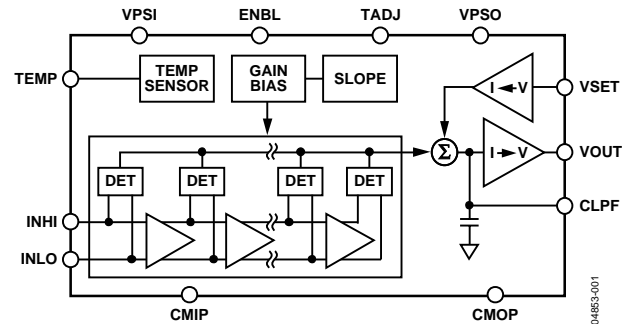 VPSI ENBL TADJ VPSO
TEMP
TEMP SENSOR
GAIN BIAS
SLOPE
I V
VSET
Σ
I V
VOUT
DET DET DET DET
CLPF
INHI
INLO
CMIP CMOP
04853-001